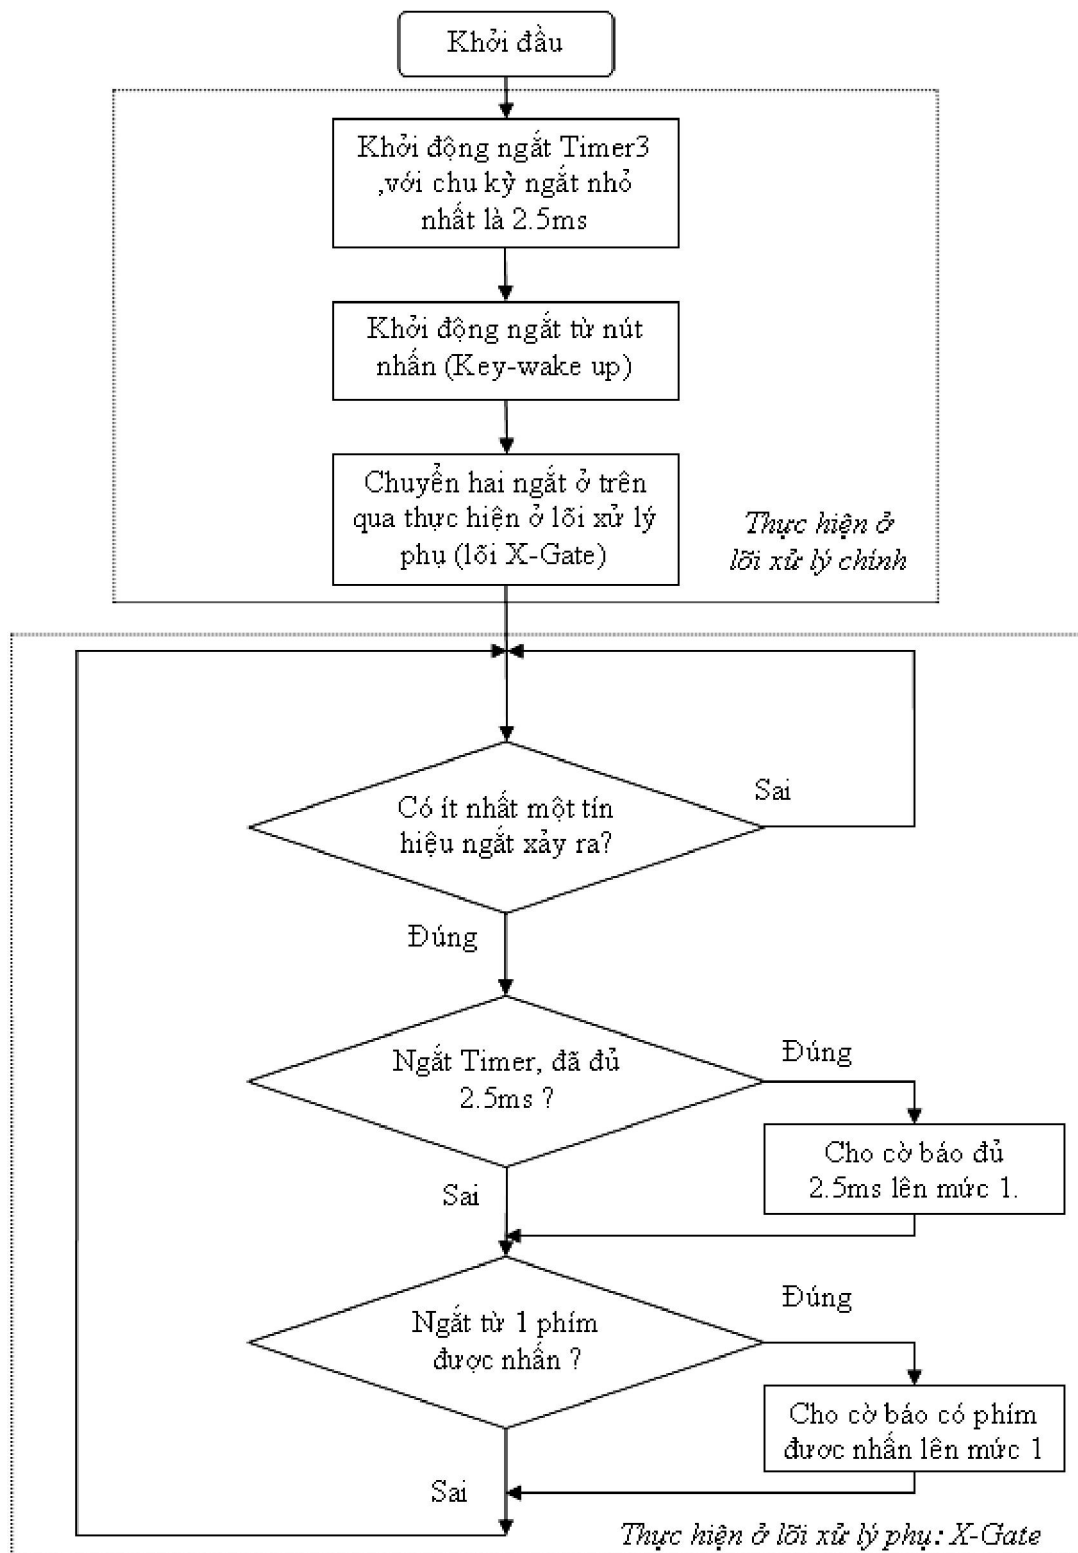 Khởi đầu
Khởi động ngắt Timer3
,với chu kỳ ngắt nhỏ
nhất là 2.5ms
Khởi động ngắt từ nút
nhấn (Key-wake up)
Chuyển hai ngắt ở trên
qua thực hiện ở lõi xử lý
phụ (lõi X-Gate)
Thực hiện ở
lõi xử lý chính
Có ít nhất một tín
hiệu ngắt xảy ra?
Sai
Đúng
Ngắt Timer, đã đủ
2.5ms ?
Đúng
Cho cờ báo đủ
2.5ms lên mức 1.
Sai
Ngắt từ 1 phím
được nhấn ?
Đúng
Cho cờ báo có phím
được nhấn lên mức 1
Sai
Thực hiện ở lõi xử lý phụ: X-Gate